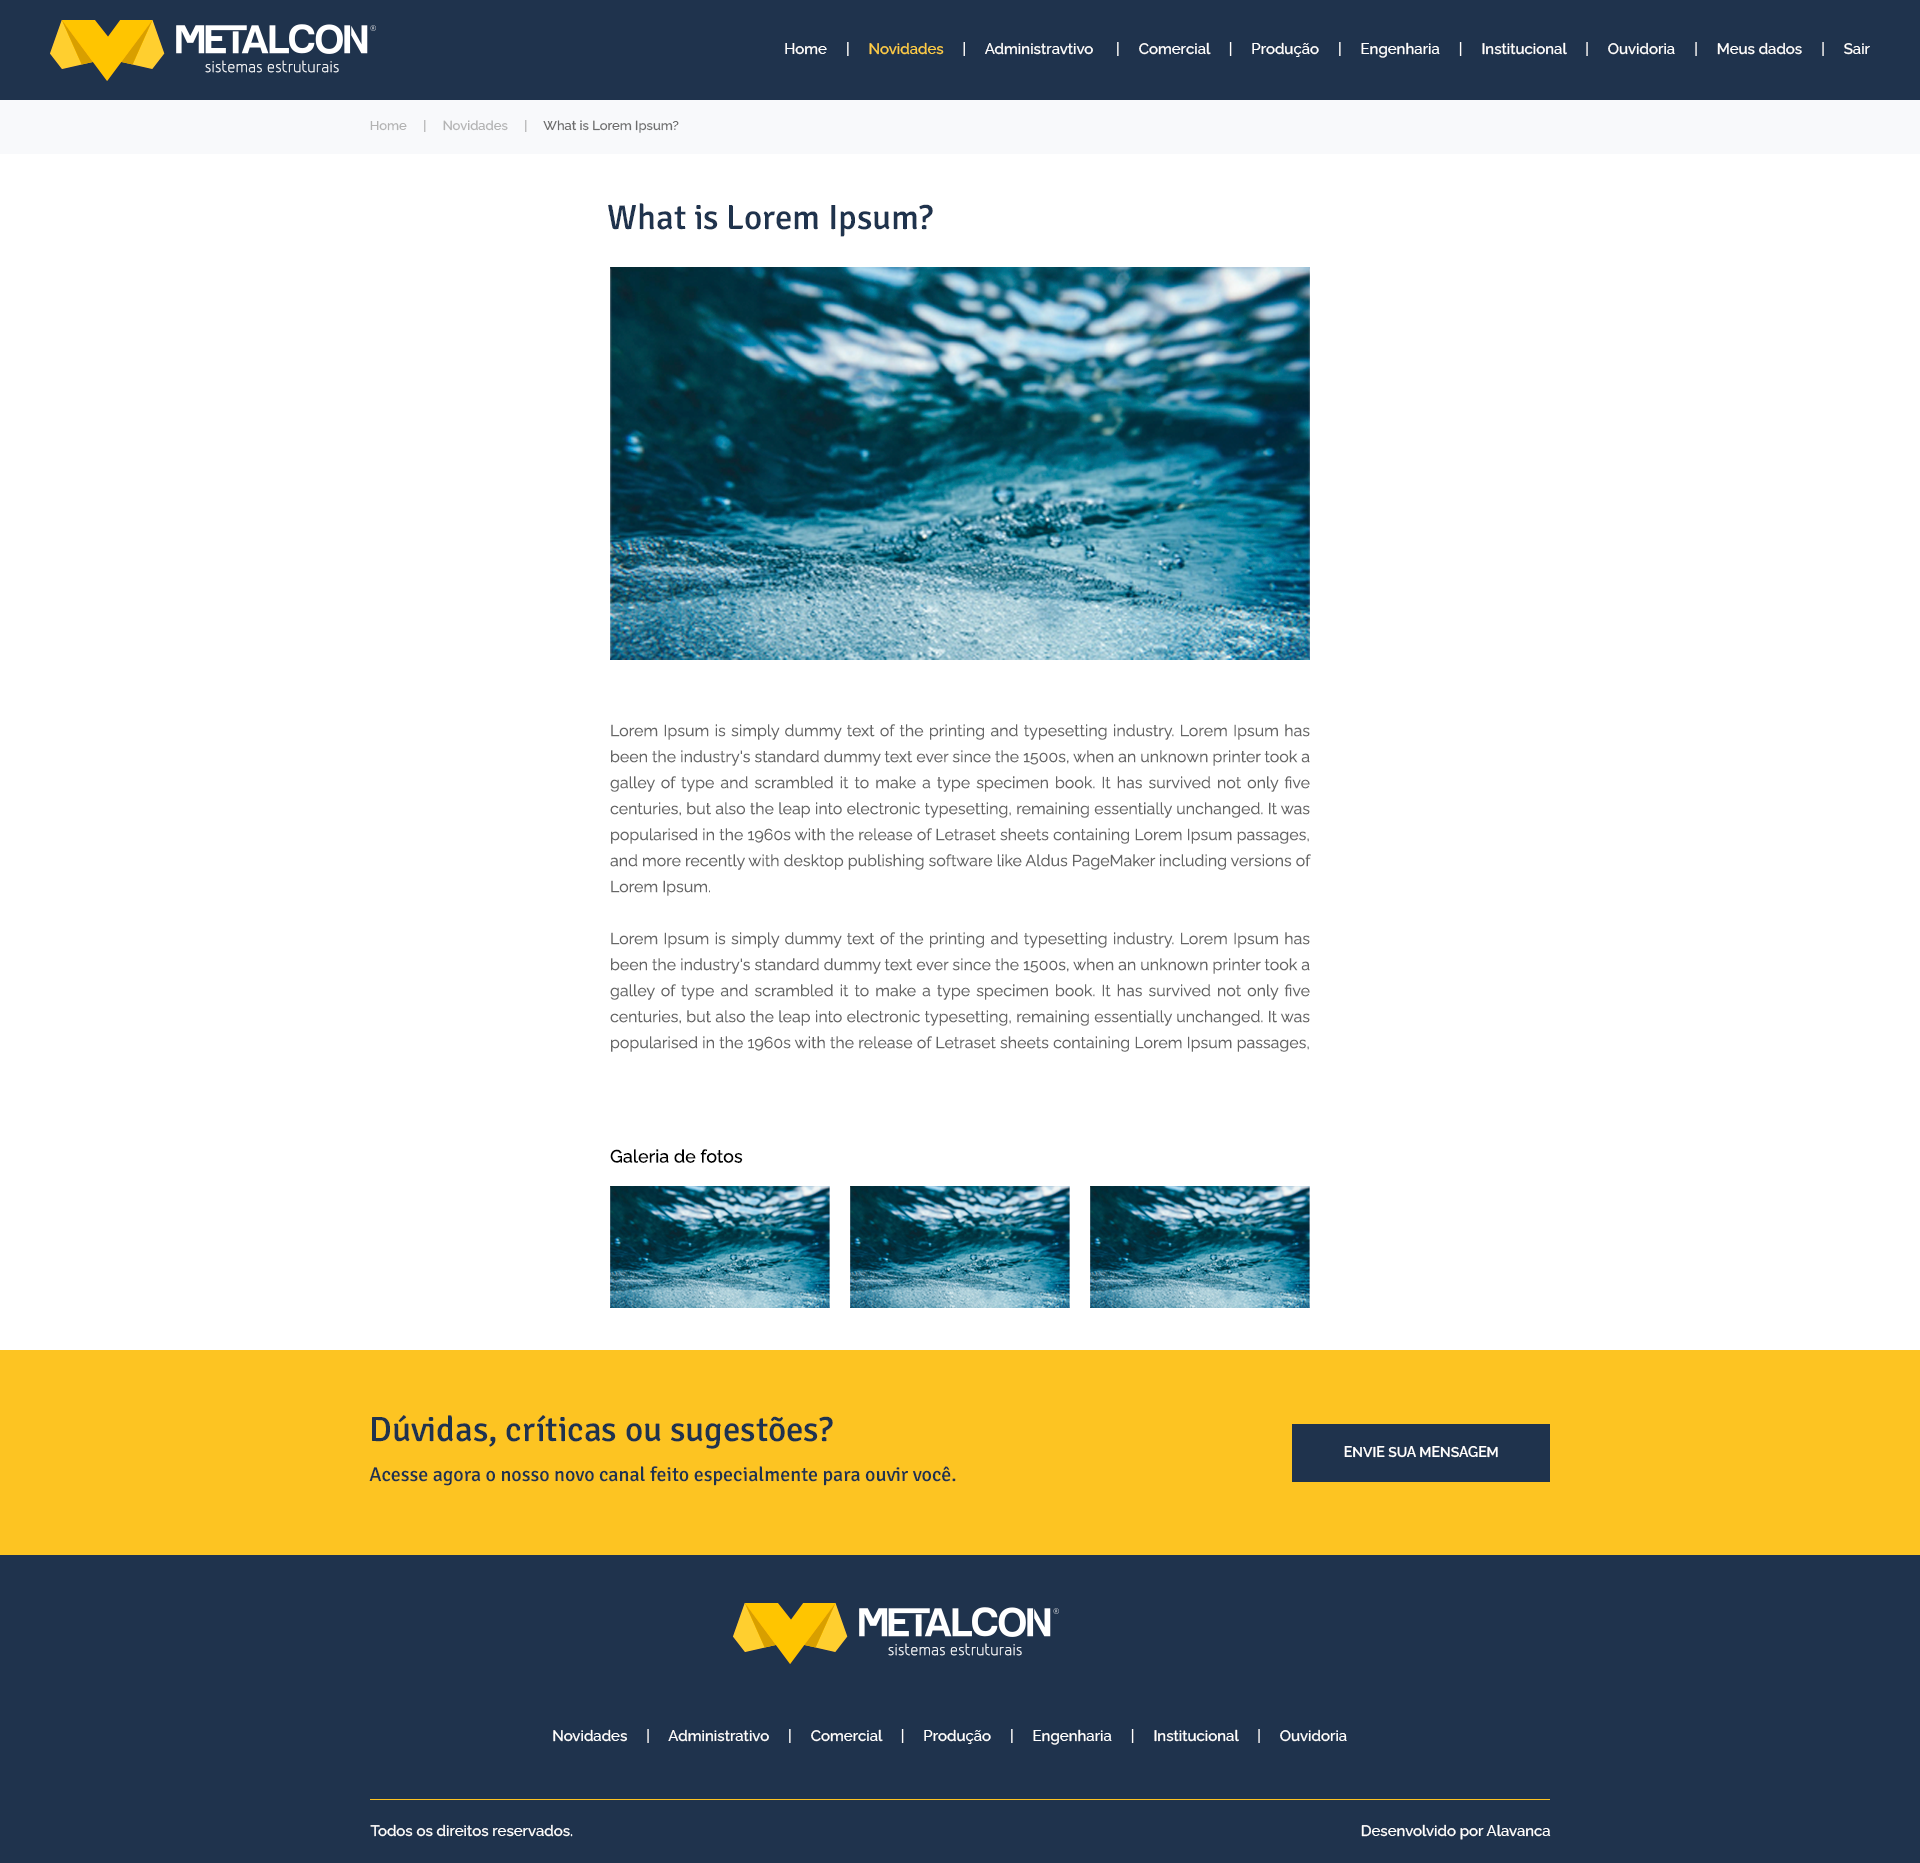 METALCON®
sistemas estruturais
Home | Novidades | Administravtivo | Comercial | Produção | Engenharia | Institucional | Ouvidoria | Meus dados | Sair
Home | Novidades | What is Lorem Ipsum?
What is Lorem Ipsum?
Lorem Ipsum is simply dummy text of the printing and typesetting industry. Lorem Ipsum has
been the industry's standard dummy text ever since the 1500s, when an unknown printer took a
galley of type and scrambled it to make a type specimen book. It has survived not only five
centuries, but also the leap into electronic typesetting, remaining essentially unchanged. It was
popularised in the 1960s with the release of Letraset sheets containing Lorem Ipsum passages,
and more recently with desktop publishing software like Aldus PageMaker including versions of
Lorem Ipsum.
Lorem Ipsum is simply dummy text of the printing and typesetting industry. Lorem Ipsum has
been the industry's standard dummy text ever since the 1500s, when an unknown printer took a
galley of type and scrambled it to make a type specimen book. It has survived not only five
centuries, but also the leap into electronic typesetting, remaining essentially unchanged. It was
popularised in the 1960s with the release of Letraset sheets containing Lorem Ipsum passages,
Galeria de fotos
Dúvidas, críticas ou sugestões?
Acesse agora o nosso novo canal feito especialmente para ouvir você.
ENVIE SUA MENSAGEM
METALCON®
sistemas estruturais
Novidades | Administrativo | Comercial | Produção | Engenharia | Institucional | Ouvidoria
Todos os direitos reservados.
Desenvolvido por Alavanca